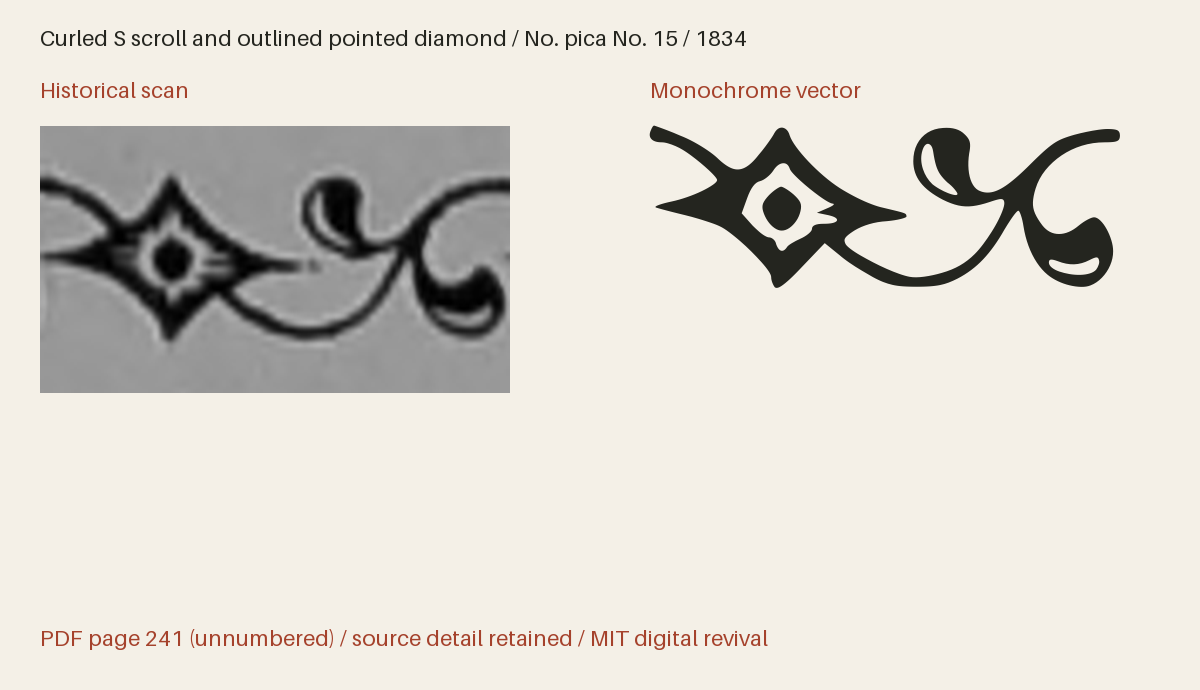 Curled S scroll and outlined pointed diamond / No. pica No. 15 / 1834
Historical scan
Monochrome vector
PDF page 241 (unnumbered) / source detail retained / MIT digital revival